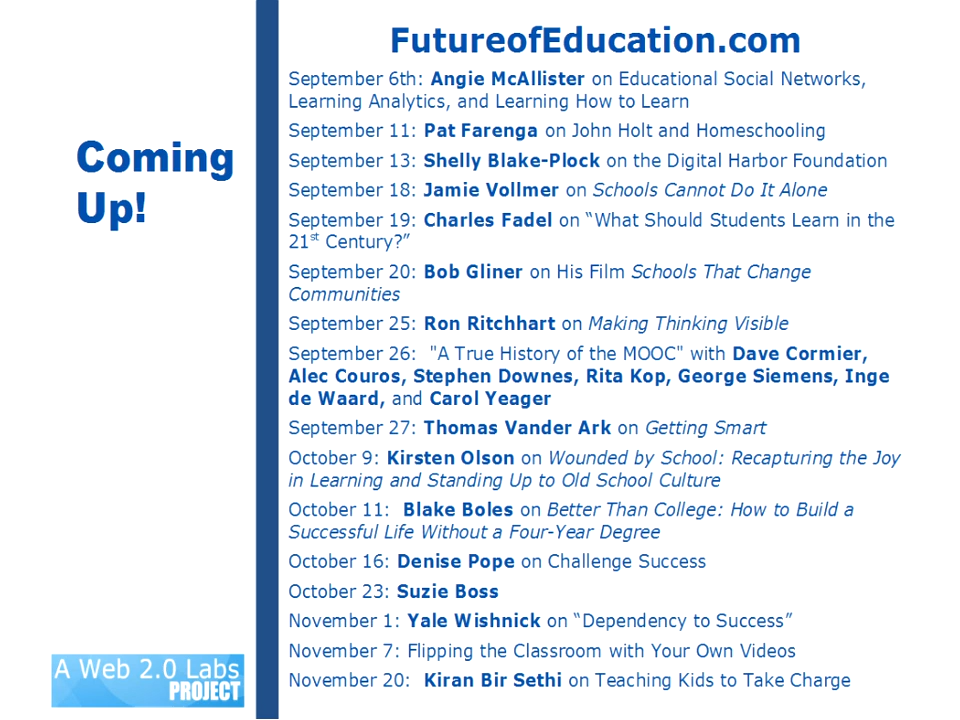 FutureofEducation.com
Coming
Up!
September 6th: Angie McAllister on Educational Social Networks,
Learning Analytics, and Learning How to Learn
September 11: Pat Farenga on John Holt and Homeschooling
September 13: Shelly Blake-Plock on the Digital Harbor Foundation
September 18: Jamie Vollmer on Schools Cannot Do It Alone
September 19: Charles Fadel on “What Should Students Learn in the
21st Century?”
September 20: Bob Gliner on His Film Schools That Change
Communities
September 25: Ron Ritchhart on Making Thinking Visible
September 26:  "A True History of the MOOC" with Dave Cormier,
Alec Couros, Stephen Downes, Rita Kop, George Siemens, Inge
de Waard, and Carol Yeager
September 27: Thomas Vander Ark on Getting Smart
October 9: Kirsten Olson on Wounded by School: Recapturing the Joy
in Learning and Standing Up to Old School Culture
October 11:  Blake Boles on Better Than College: How to Build a
Successful Life Without a Four-Year Degree
October 16: Denise Pope on Challenge Success
October 23: Suzie Boss
November 1: Yale Wishnick on “Dependency to Success”
November 7: Flipping the Classroom with Your Own Videos
November 20:  Kiran Bir Sethi on Teaching Kids to Take Charge
A Web 2.0 Labs
PROJECT